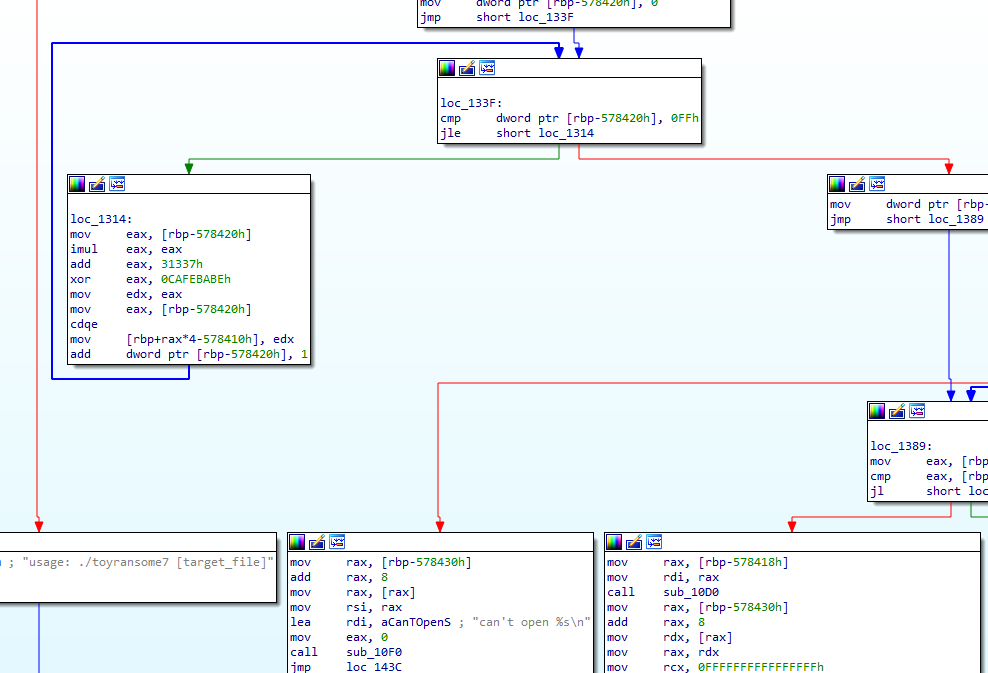 mov dword ptr [rbp-578420h], 0
jmp short loc_133F
loc_133F:
cmp dword ptr [rbp-578420h], 0FFh
jle short loc_1314
loc_1314:
mov eax, [rbp-578420h]
imul eax, eax
add eax, 31337h
xor eax, 0CAFEBABEh
mov edx, eax
mov eax, [rbp-578420h]
cdqe
mov [rbp+rax*4-578410h], edx
add dword ptr [rbp-578420h], 1
mov dword ptr [rbp-
jmp short loc_1389
loc_1389:
mov eax, [rbp
cmp eax, [rbp
jl short loc
; "usage: ./toyransome7 [target_file]"
mov rax, [rbp-578430h]
add rax, 8
mov rax, [rax]
mov rsi, rax
lea rdi, aCanTOpenS ; "can't open %s\n"
mov eax, 0
call sub_10F0
jmp loc_143C
mov rax, [rbp-578418h]
mov rdi, rax
call sub_10D0
mov rax, [rbp-578430h]
add rax, 8
mov rdx, [rax]
mov rax, rdx
mov rcx, 0FFFFFFFFFFFFFFFFh